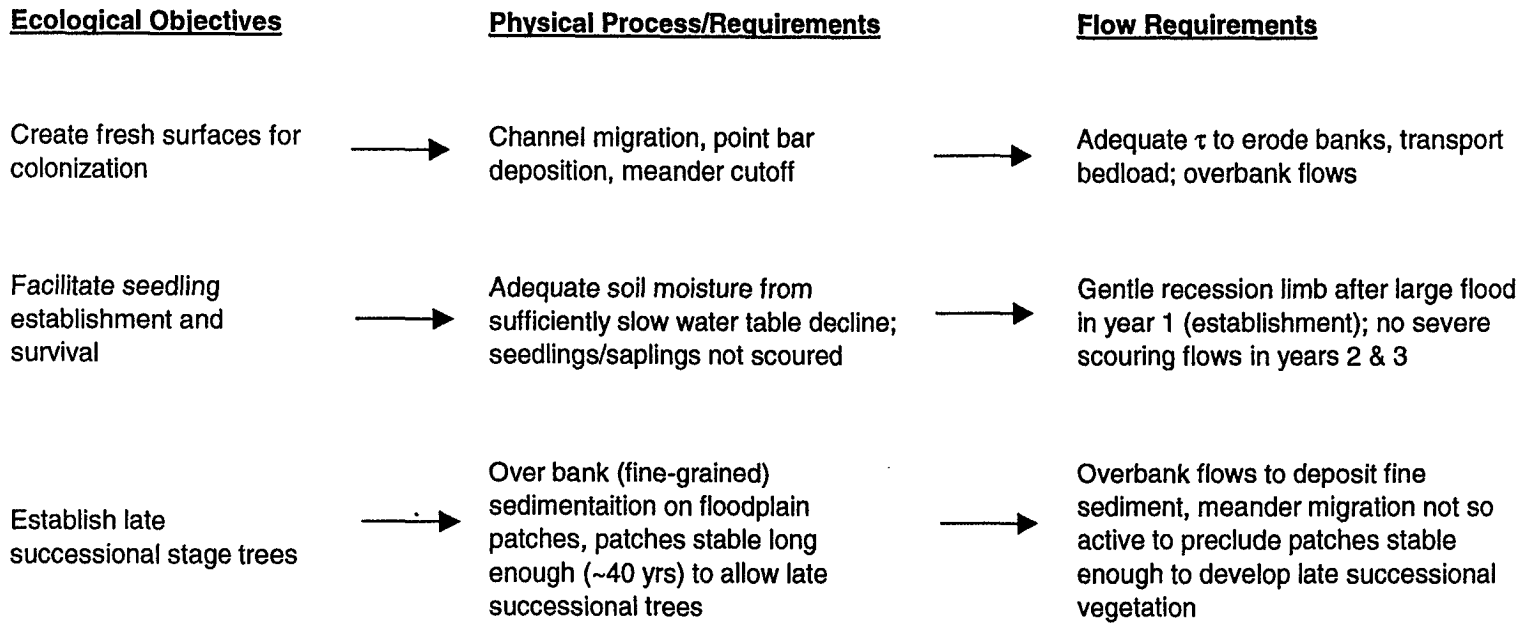 Ecological Objectives
Physical Process/Requirements
Flow Requirements
Create fresh surfaces for
colonization
Channel migration, point bar
deposition, meander cutoff
Adequate τ to erode banks, transport
bedload; overbank flows
Facilitate seedling
establishment and
survival
Adequate soil moisture from
sufficiently slow water table decline;
seedlings/saplings not scoured
Gentle recession limb after large flood
in year 1 (establishment); no severe
scouring flows in years 2 & 3
Establish late
successional stage trees
Over bank (fine-grained)
sedimentaition on floodplain
patches, patches stable long
enough (~40 yrs) to allow late
successional trees
Overbank flows to deposit fine
sediment, meander migration not so
active to preclude patches stable
enough to develop late successional
vegetation